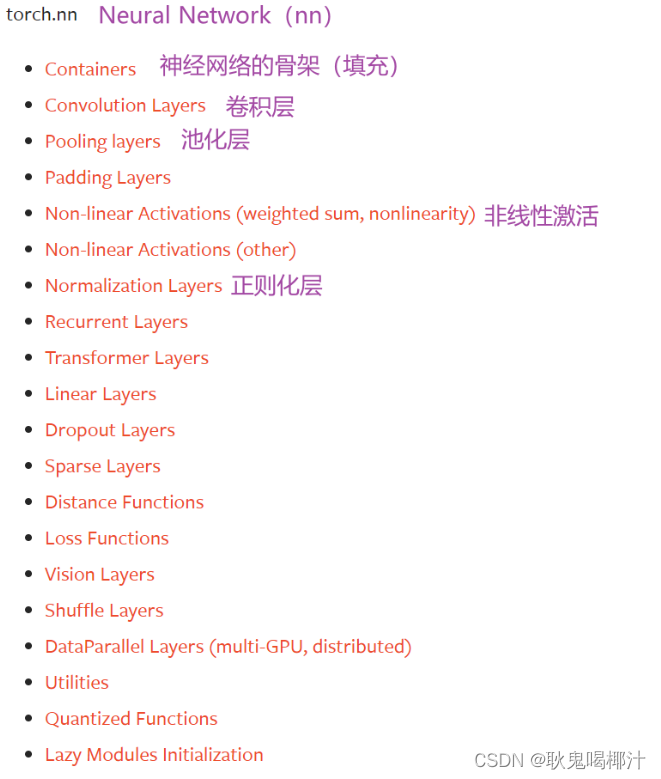 torch.nn Neural Network（nn）
• Containers 神经网络的骨架（填充）
• Convolution Layers 卷积层
• Pooling layers 池化层
• Padding Layers
• Non-linear Activations (weighted sum, nonlinearity) 非线性激活
• Non-linear Activations (other)
• Normalization Layers 正则化层
• Recurrent Layers
• Transformer Layers
• Linear Layers
• Dropout Layers
• Sparse Layers
• Distance Functions
• Loss Functions
• Vision Layers
• Shuffle Layers
• DataParallel Layers (multi-GPU, distributed)
• Utilities
• Quantized Functions
• Lazy Modules Initialization
CSDN @耿鬼喝椰汁